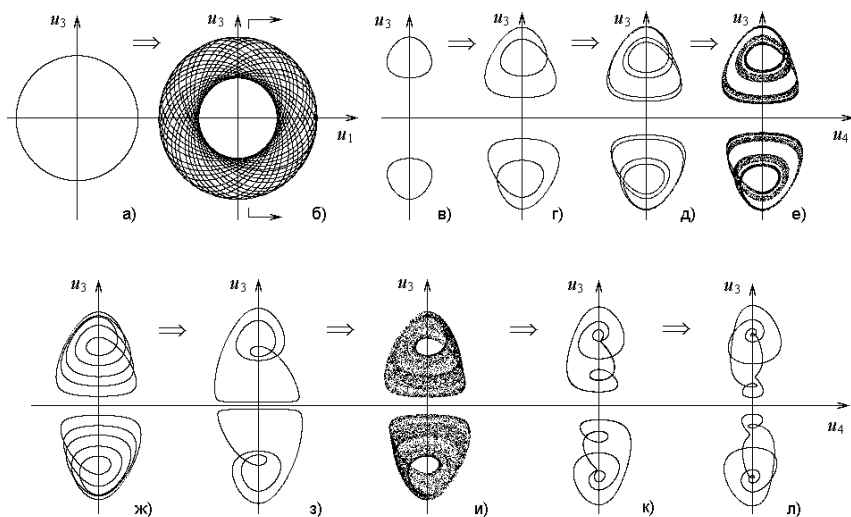 u3 ⇒ u3 u3 ⇒ u3 ⇒ u3 ⇒ u3
u1 u4
а) б) в) г) д) е)
u3 ⇒ u3 ⇒ u3 ⇒ u3 ⇒ u3
u4
ж) з) и) к) л)